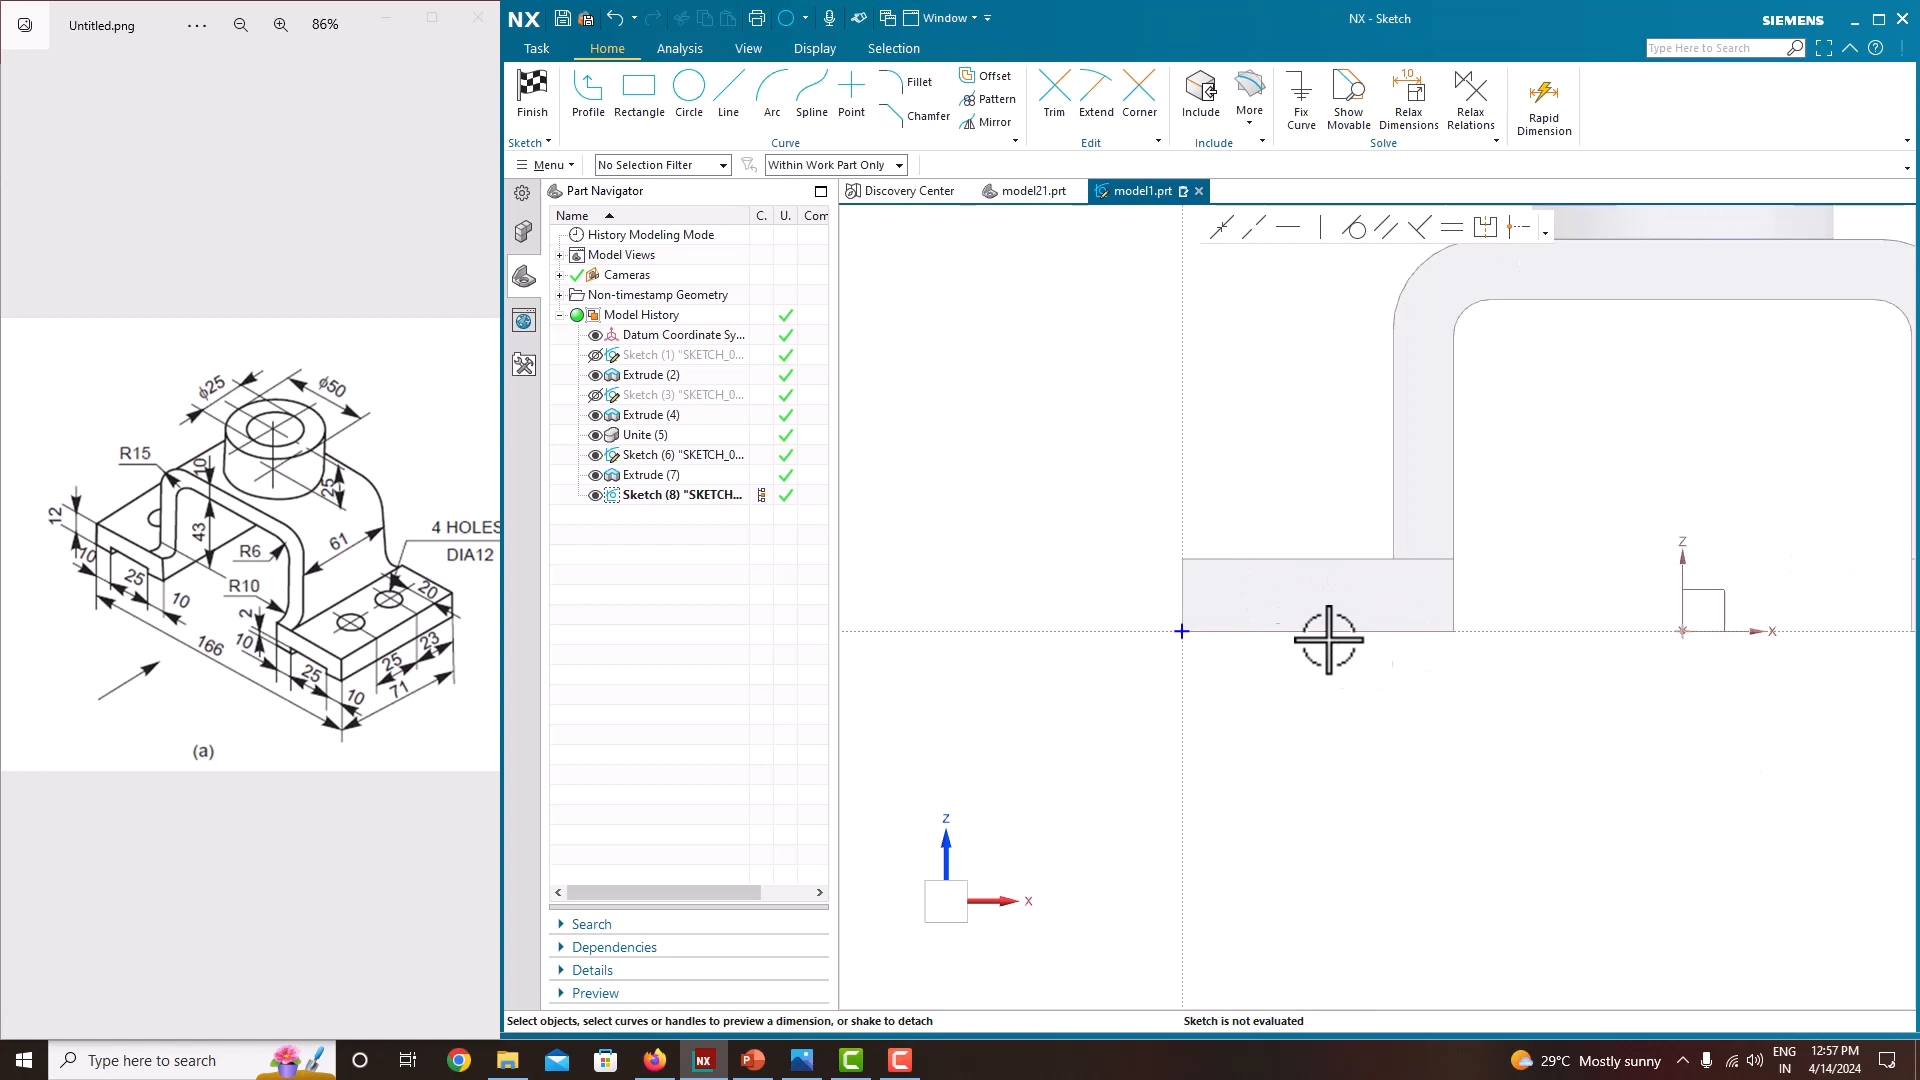 Untitled.png
86%
NX
Window
NX - Sketch
SIEMENS
Task
Home
Analysis
View
Display
Selection
Type Here to Search
Finish
Profile
Rectangle
Circle
Line
Arc
Spline
Point
Fillet
Chamfer
Offset
Pattern
Mirror
Trim
Extend
Corner
Include
More
Fix
Curve
Show
Movable
1.0
Relax
Dimensions
Relax
Relations
Rapid
Dimension
Sketch
Curve
Edit
Include
Solve
Menu
No Selection Filter
Within Work Part Only
Part Navigator
Discovery Center
model21.prt
model1.prt
Name
C.
U.
Com
History Modeling Mode
Model Views
Cameras
Non-timestamp Geometry
Model History
Datum Coordinate Sy...
Sketch (1) "SKETCH_0...
Extrude (2)
Sketch (3) "SKETCH_0...
Extrude (4)
Unite (5)
Sketch (6) "SKETCH_0...
Extrude (7)
Sketch (8) "SKETCH...
ϕ25
ϕ50
R15
10
25
12
43
61
4 HOLES
DIA12
R6
10
25
R10
20
10
2
166
10
23
25
25
71
10
(a)
Z
X
Z
X
Search
Dependencies
Details
Preview
Select objects, select curves or handles to preview a dimension, or shake to detach
Sketch is not evaluated
Type here to search
NX
29°C Mostly sunny
ENG
IN
12:57 PM
4/14/2024